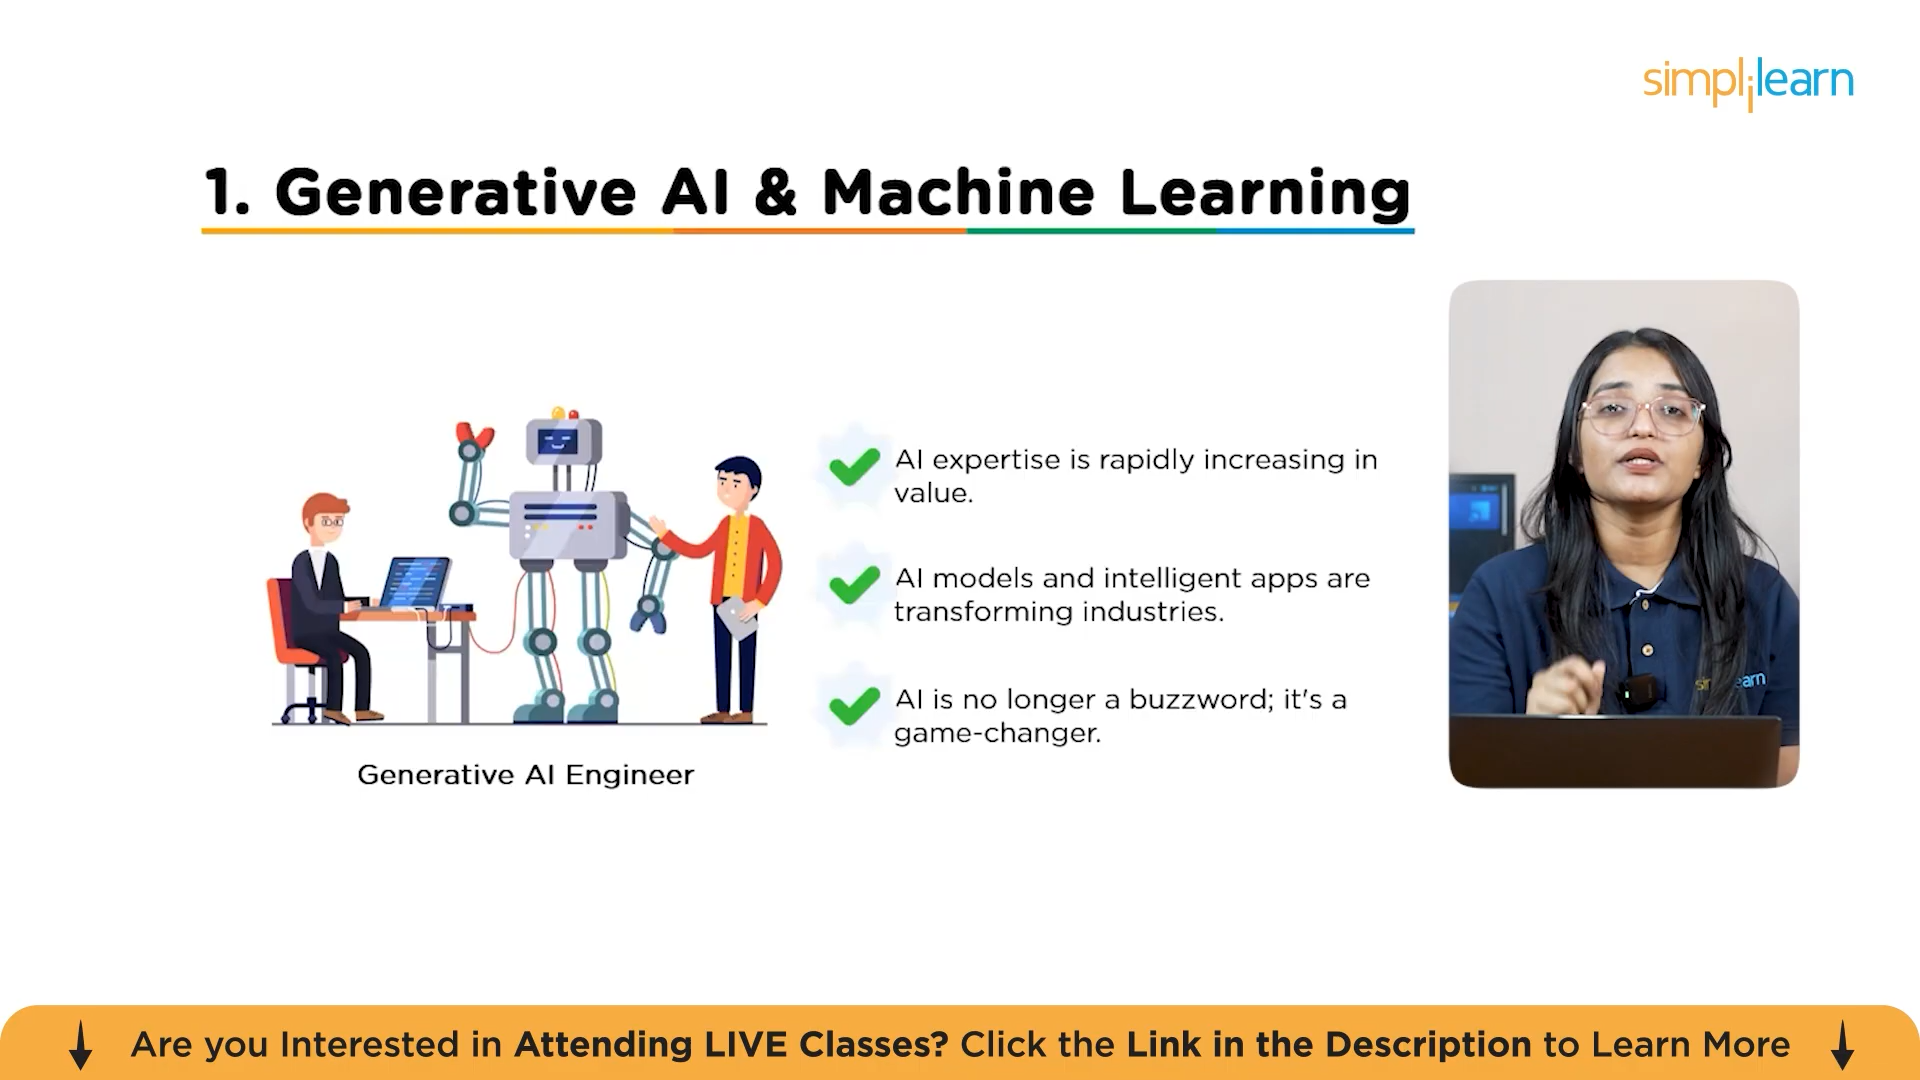 simplilearn
1. Generative AI & Machine Learning
AI expertise is rapidly increasing in
value.
AI models and intelligent apps are
transforming industries.
AI is no longer a buzzword; it's a
game-changer.
Generative AI Engineer
Are you Interested in Attending LIVE Classes? Click the Link in the Description to Learn More